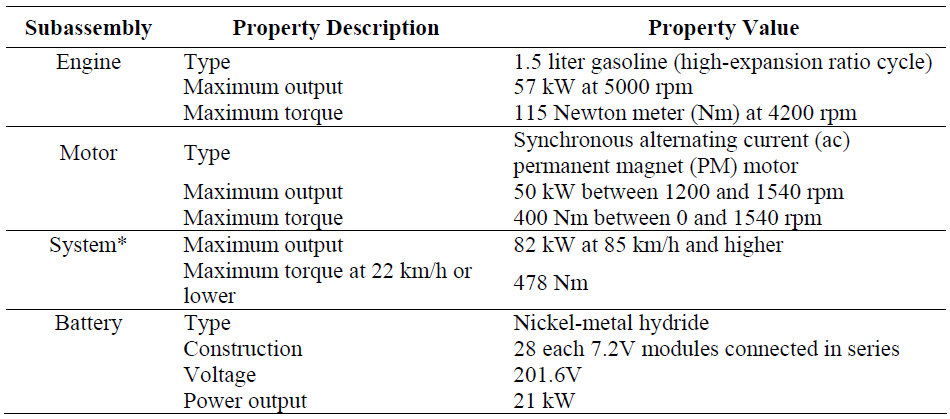 Subassembly Property Description Property Value
Engine Type 1.5 liter gasoline (high-expansion ratio cycle)
Maximum output 57 kW at 5000 rpm
Maximum torque 115 Newton meter (Nm) at 4200 rpm
Motor Type Synchronous alternating current (ac) permanent magnet (PM) motor
Maximum output 50 kW between 1200 and 1540 rpm
Maximum torque 400 Nm between 0 and 1540 rpm
System* Maximum output 82 kW at 85 km/h and higher
Maximum torque at 22 km/h or lower 478 Nm
Battery Type Nickel-metal hydride
Construction 28 each 7.2V modules connected in series
Voltage 201.6V
Power output 21 kW